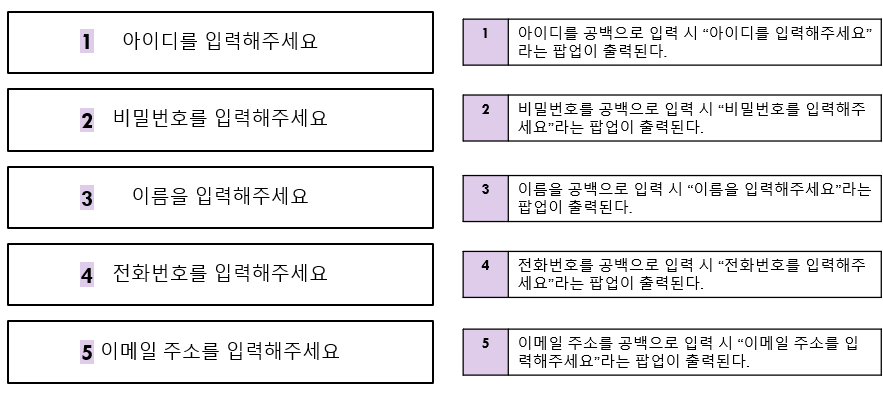 1 아이디를 입력해주세요
2 비밀번호를 입력해주세요
3 이름을 입력해주세요
4 전화번호를 입력해주세요
5 이메일 주소를 입력해주세요
1 아이디를 공백으로 입력 시 “아이디를 입력해주세요”
라는 팝업이 출력된다.
2 비밀번호를 공백으로 입력 시 “비밀번호를 입력해주
세요”라는 팝업이 출력된다.
3 이름을 공백으로 입력 시 “이름을 입력해주세요”라는
팝업이 출력된다.
4 전화번호를 공백으로 입력 시 “전화번호를 입력해주
세요”라는 팝업이 출력된다.
5 이메일 주소를 공백으로 입력 시 “이메일 주소를 입
력해주세요”라는 팝업이 출력된다.